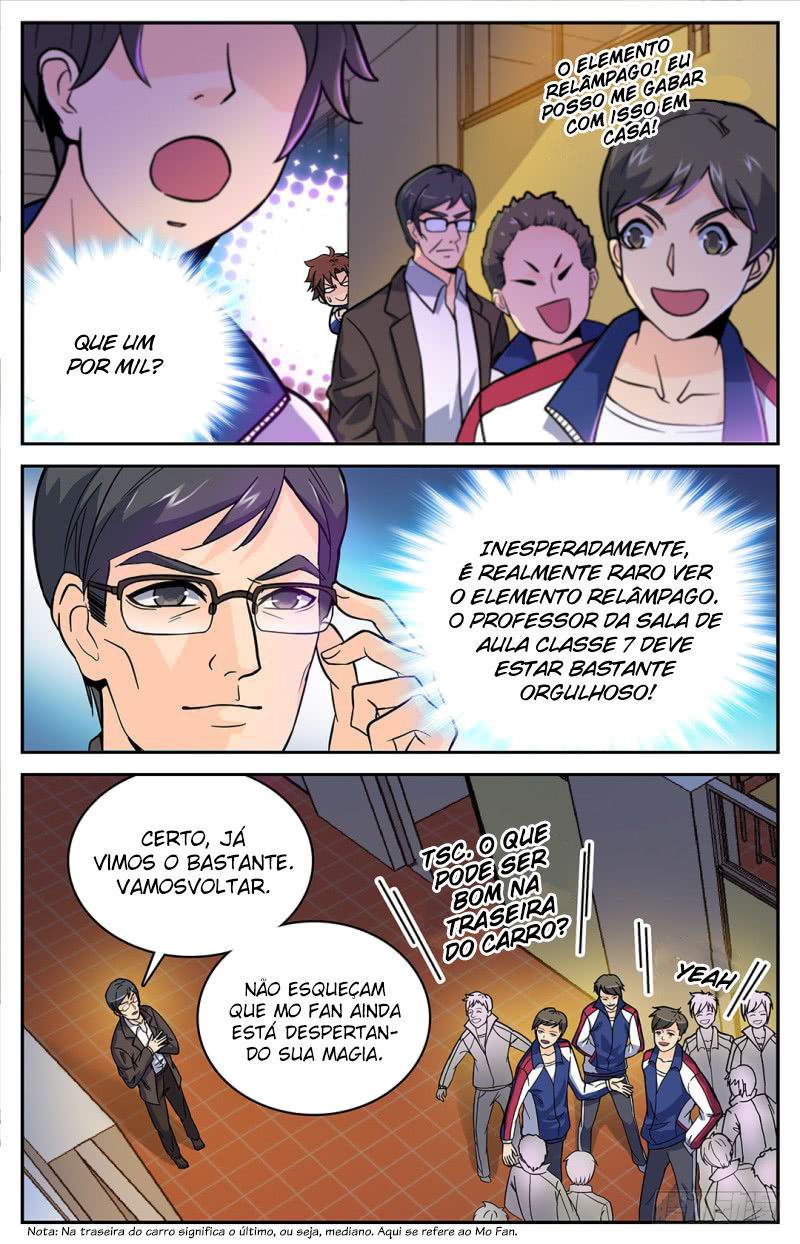 O ELEMENTO
RELÂMPAGO! EU
POSSO ME GABAR
COM ISSO EM
CASA!
QUE UM
POR MIL?
INESPERADAMENTE,
É REALMENTE RARO VER
O ELEMENTO RELÂMPAGO.
O PROFESSOR DA SALA DE
AULA CLASSE 7 DEVE
ESTAR BASTANTE
ORGULHOSO!
CERTO, JÁ
VIMOS O BASTANTE.
VAMOSVOLTAR.
TSC. O QUE
PODE SER
BOM NA
TRASEIRA
DO CARRO?
NÃO ESQUEÇAM
QUE MO FAN AINDA
ESTÁ DESPERTAN-
DO SUA MAGIA.
YEAH
Nota: Na traseira do carro significa o último, ou seja, mediano. Aqui se refere ao Mo Fan.